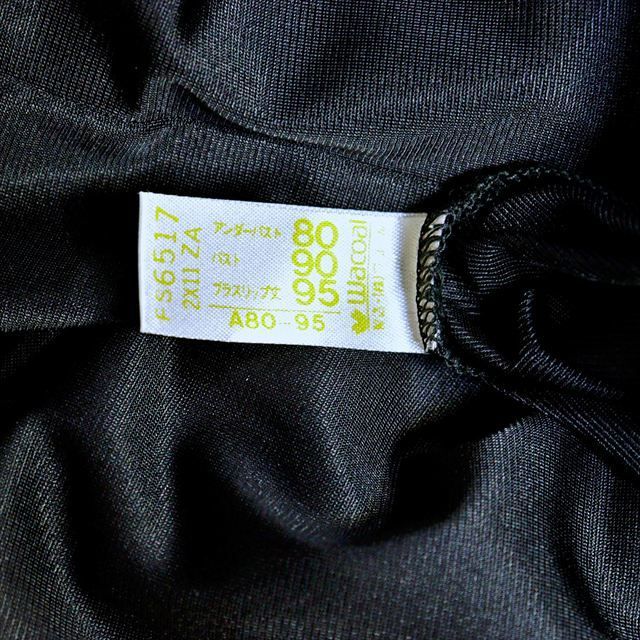 FS6517
2X11 ZA
アンダーバスト 80
バスト 90
ブラスリップ丈 95
A80-95
Wacoal